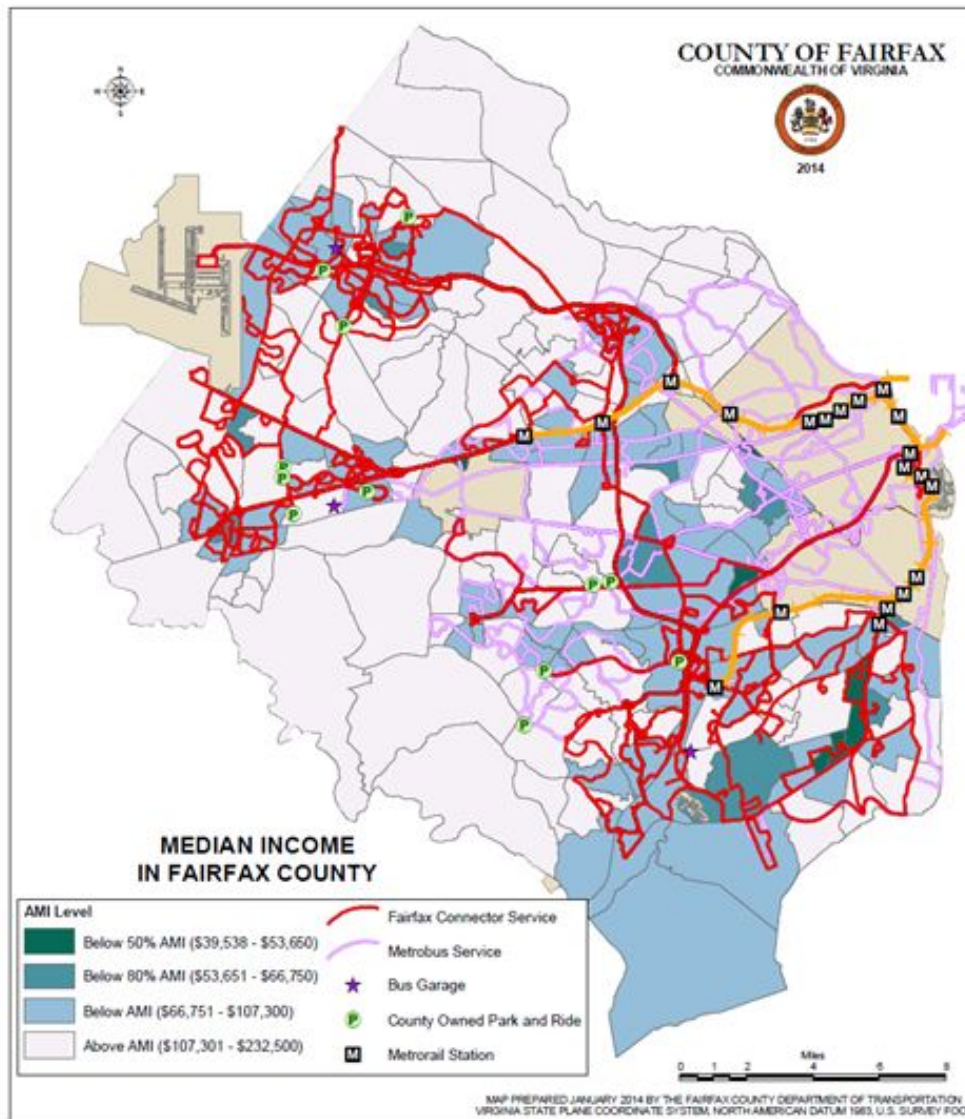 COUNTY OF FAIRFAX
COMMONWEALTH OF VIRGINIA
2014
N
W E
S
P
P
P
M
M
M
M
M
M
M
M
M
M
M
M
M
P
P
P
P
P
P
M
M
M
M
M
P
P
M
P
MEDIAN INCOME
IN FAIRFAX COUNTY
AMI Level
Below 50% AMI ($39,538 - $53,650)
Below 80% AMI ($53,651 - $66,750)
Below AMI ($66,751 - $107,300)
Above AMI ($107,301 - $232,500)
Fairfax Connector Service
Metrobus Service
Bus Garage
P County Owned Park and Ride
M Metrorail Station
Miles
0 1 2 4 6 8
MAP PREPARED JANUARY 2014 BY THE FAIRFAX COUNTY DEPARTMENT OF TRANSPORTATION
VIRGINIA STATE PLANE COORDINATE SYSTEM, NORTH AMERICAN DATUM 1983, U.S. SURVEY FOO